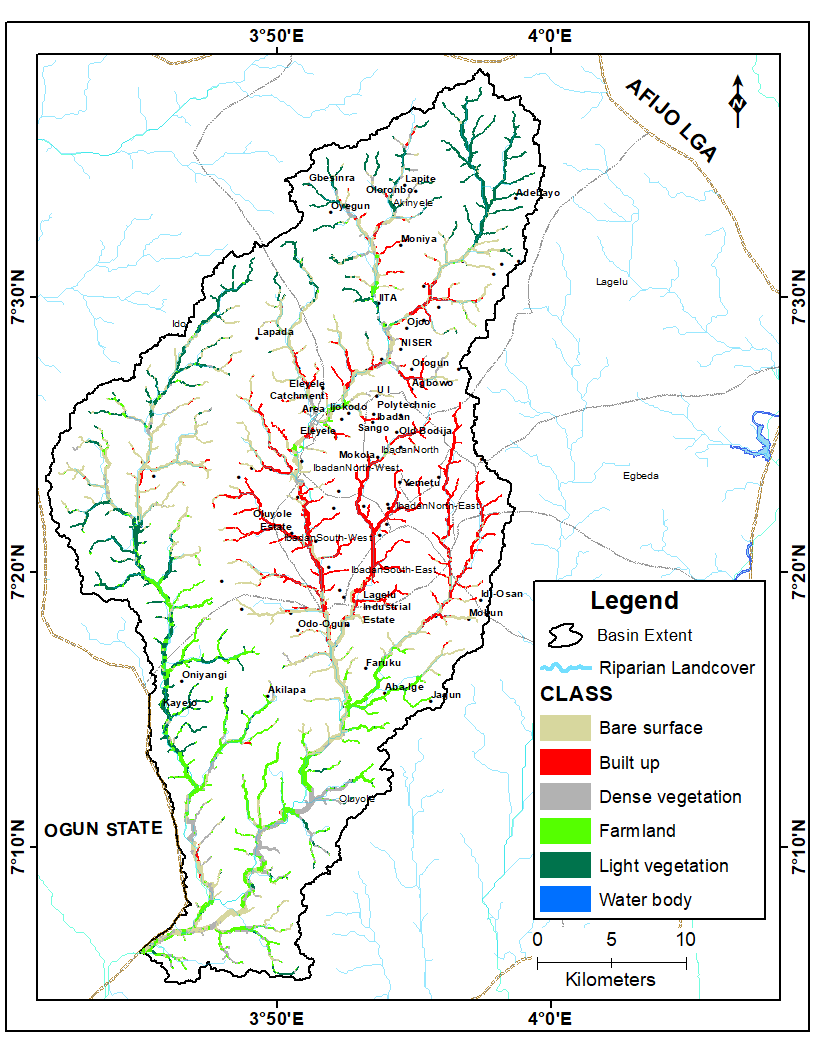 3°50'E
4°0'E
AFIJO LGA
N
Gbesinra
Lapite
Oloronbo
Adebayo
Akinyele
Oyegun
Moniya
7°30'N
7°30'N
Lagelu
IITA
Ido
Ojoo
Lapada
NISER
Orogun
Eleyele
Catchment
Area
Agbowo
U I
Ijokodo
Polytechnic
Ibadan
Sango
Eleyele
Old Bodija
Mokola
IbadanNorth
IbadanNorth-West
Egbeda
Yemetu
IbadanNorth-East
Oluyole
Estate
IbadanSouth-West
7°20'N
7°20'N
IbadanSouth-East
Lagelu
Industrial
Estate
Idi-Osan
Mokun
Odo-Ogun
Faruku
Oniyangi
Akilapa
Aba-Ige
Jagun
Kayejo
Oluyole
OGUN STATE
7°10'N
7°10'N
Legend
Basin Extent
Riparian Landcover
CLASS
Bare surface
Built up
Dense vegetation
Farmland
Light vegetation
Water body
0 5 10
Kilometers
3°50'E
4°0'E